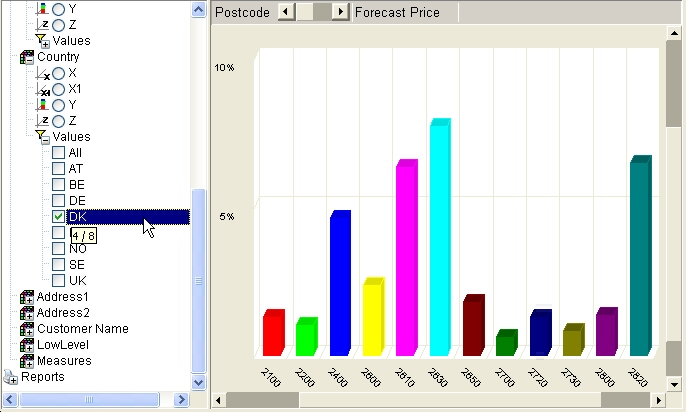 Y
Z
Values
Country
X
X1
Y
Z
Values
All
AT
BE
DE
DK
4 / 8
NO
SE
UK
Address1
Address2
Customer Name
LowLevel
Measures
Reports
Postcode Forecast Price
10%
5%
2100 2200 2400 2600 2610 2630 2650 2700 2720 2730 2800 2820